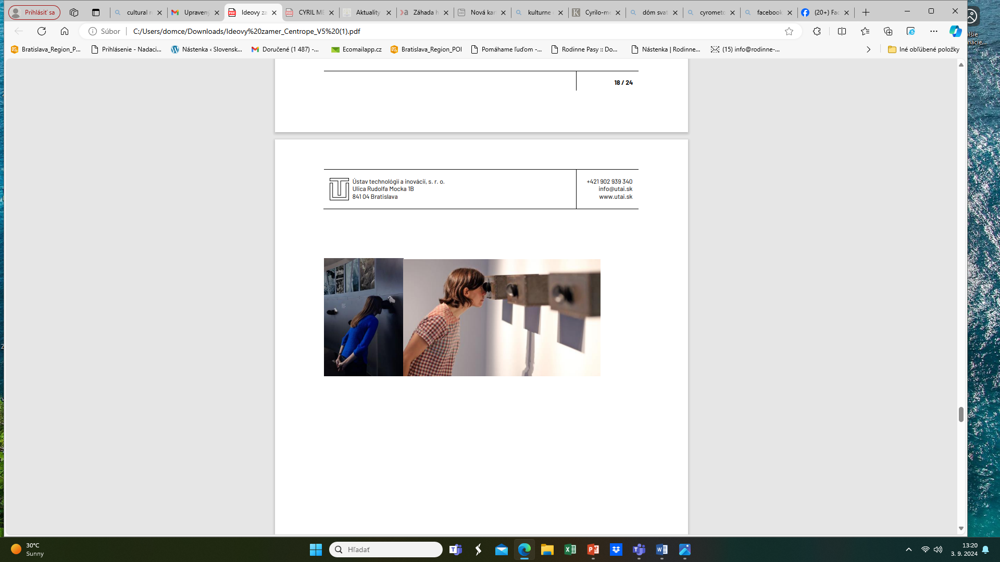 Prihlásiť sa
cultural
Upravený
Ideovy za
CYRIL ME
Aktuality
Záhada h
Nová kar
kulturne
Cyrilo-me
dóm svat
cyrometo
facebook
(20+) Fac
Súbor
C:/Users/domce/Downloads/Ideovy%20zamer_Centrope_V5%20(1).pdf
Bratislava_Region_P...
Prihlásenie - Nadaci...
Nástenka ‹ Slovensk...
Doručené (1 487) -...
Ecomailapp.cz
Bratislava_Region_POI
Pomáhame ľuďom -...
Rodinne Pasy :: Do...
Nástenka | Rodinne...
(15) info@rodinne-...
Iné obľúbené položky
18 / 24
Ústav technológií a inovácií, s. r. o.
Ulica Rudolfa Mocka 1B
841 04 Bratislava
+421 902 939 340
info@utai.sk
www.utai.sk
30°C
Sunny
Hľadať
13:20
3. 9. 2024